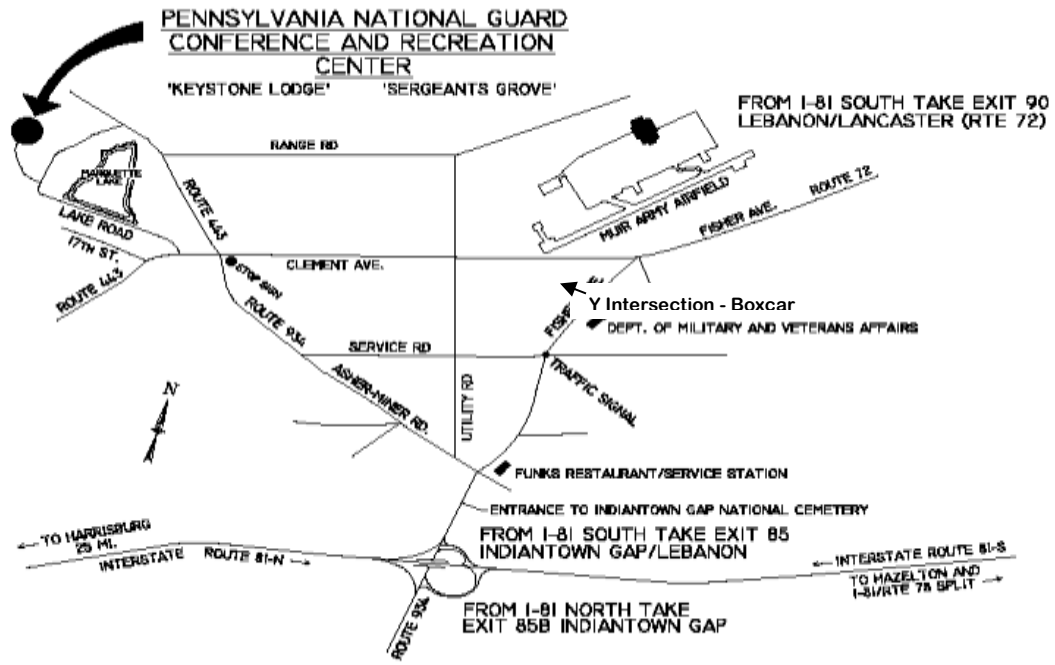 PENNSYLVANIA NATIONAL GUARD
CONFERENCE AND RECREATION
CENTER
'KEYSTONE LODGE' 'SERGEANTS GROVE'
FROM I-81 SOUTH TAKE EXIT 90
LEBANON/LANCASTER (RTE 72)
RANGE RD
MARQUETTE
LAKE
ROUTE 443
LAKE ROAD
17TH ST.
ROUTE 443
STOP SIGN
CLEMENT AVE.
MUIR ARMY AIRFIELD
FISHER AVE.
ROUTE 72
Y Intersection - Boxcar
DEPT. OF MILITARY AND VETERANS AFFAIRS
ROUTE 934
SERVICE RD
TRAFFIC SIGNAL
ASHER-MINER RD.
UTILITY RD
N
FUNKS RESTAURANT/SERVICE STATION
ENTRANCE TO INDIANTOWN GAP NATIONAL CEMETERY
FROM I-81 SOUTH TAKE EXIT 85
INDIANTOWN GAP/LEBANON
TO HARRISBURG
25 MI.
INTERSTATE ROUTE 81-N
INTERSTATE ROUTE 81-S
TO HAZELTON AND
I-81/RTE 78 SPLIT
FROM I-81 NORTH TAKE
EXIT 85B INDIANTOWN GAP
ROUTE 934